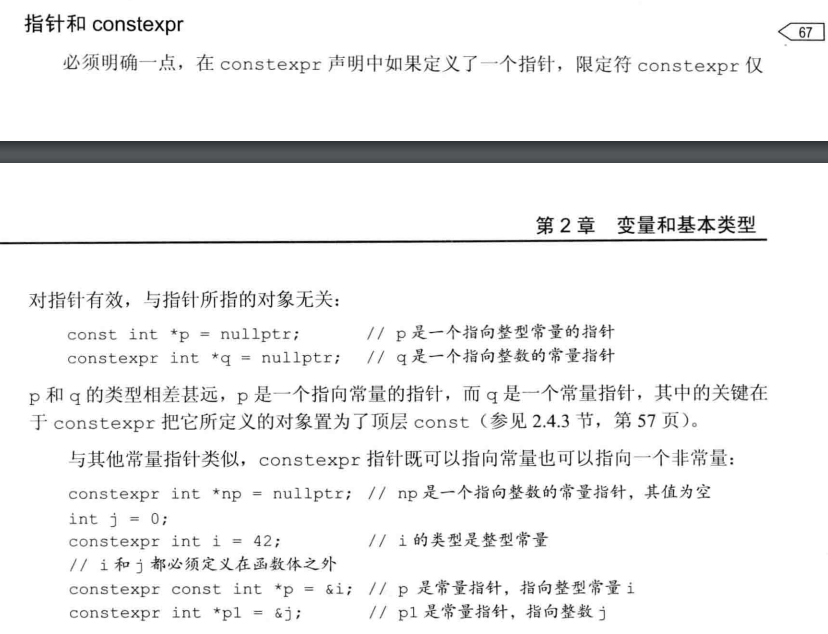 指针和 constexpr
67
必须明确一点，在 constexpr 声明中如果定义了一个指针，限定符 constexpr 仅
第 2 章 变量和基本类型
对指针有效，与指针所指的对象无关：
const int *p = nullptr; // p 是一个指向整型常量的指针
constexpr int *q = nullptr; // q 是一个指向整数的常量指针
p 和 q 的类型相差甚远，p 是一个指向常量的指针，而 q 是一个常量指针，其中的关键在
于 constexpr 把它所定义的对象置为了顶层 const（参见 2.4.3 节，第 57 页）。
与其他常量指针类似，constexpr 指针既可以指向常量也可以指向一个非常量：
constexpr int *np = nullptr; // np 是一个指向整数的常量指针，其值为空
int j = 0;
constexpr int i = 42; // i 的类型是整型常量
// i 和 j 都必须定义在函数体之外
constexpr const int *p = &i; // p 是常量指针，指向整型常量 i
constexpr int *p1 = &j; // p1 是常量指针，指向整数 j